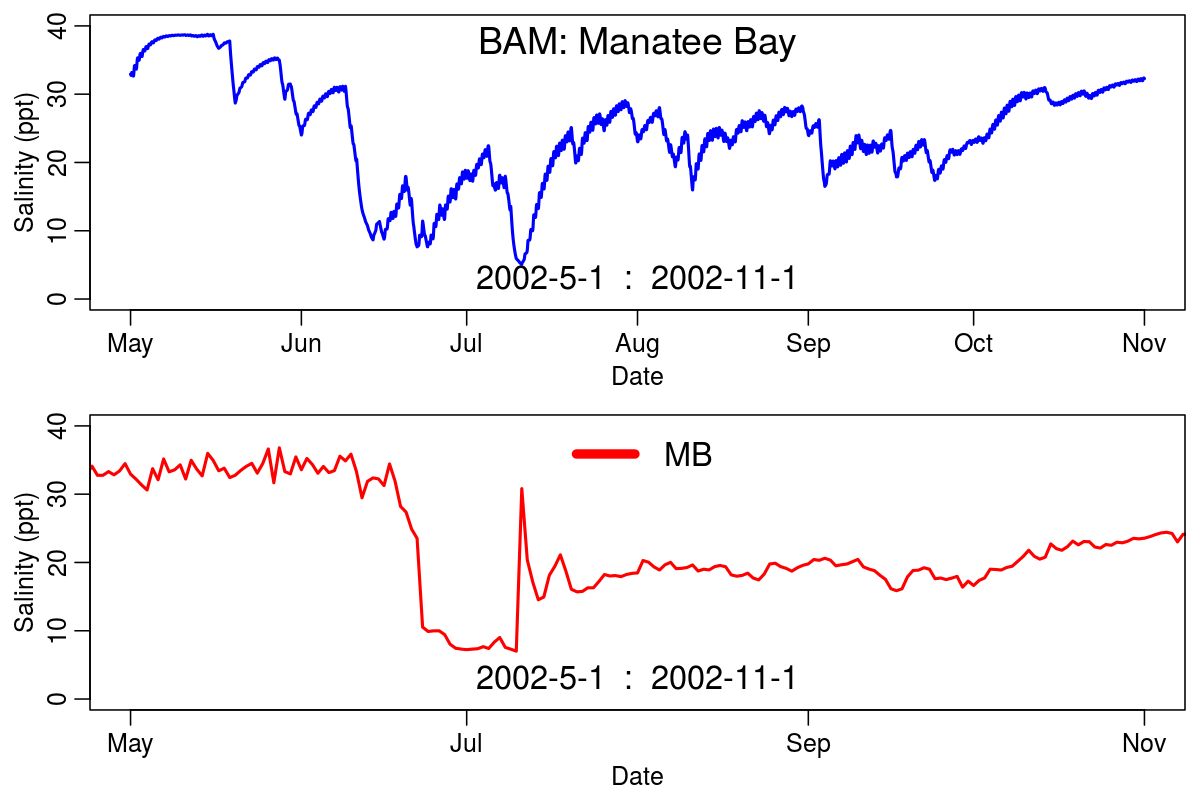 BAM: Manatee Bay
40
30
20
10
0
Salinity (ppt)
2002-5-1 : 2002-11-1
May Jun Jul Aug Sep Oct Nov
Date
MB
40
30
20
10
0
Salinity (ppt)
2002-5-1 : 2002-11-1
May Jul Sep Nov
Date